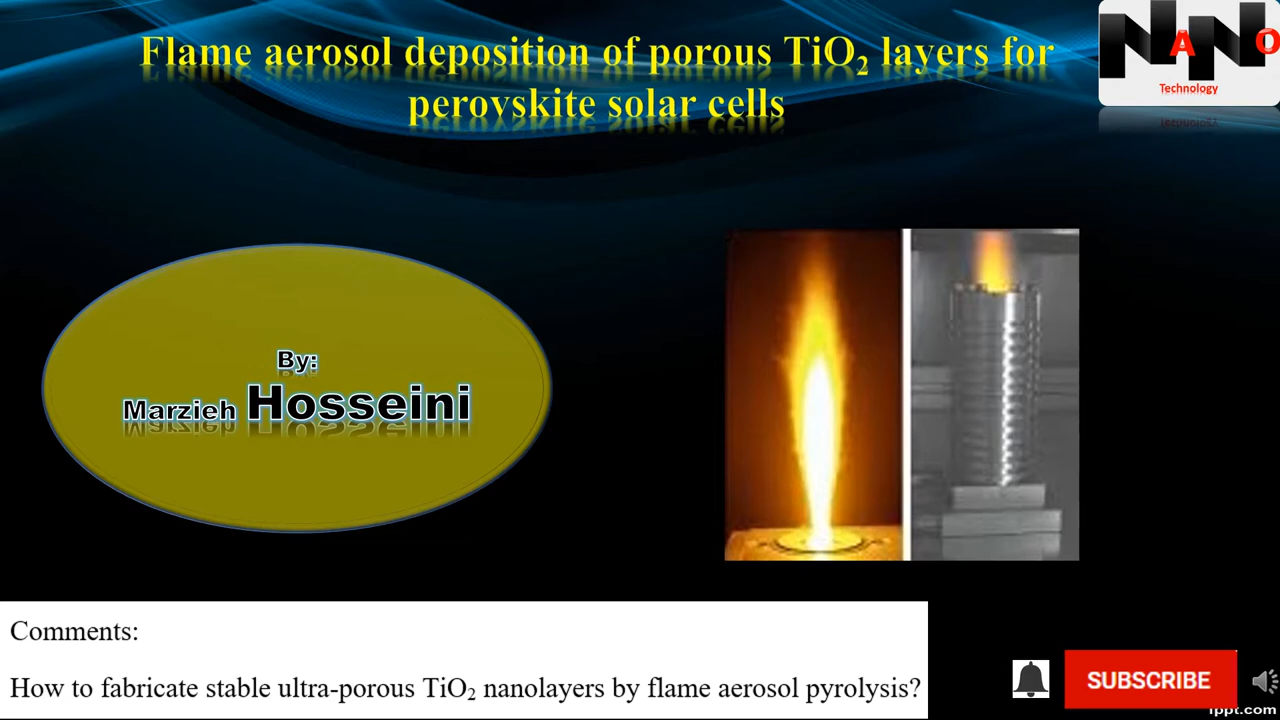 Flame aerosol deposition of porous TiO₂ layers for
perovskite solar cells
NANO
Technology
By:
Marzieh Hosseini
Comments:
How to fabricate stable ultra-porous TiO₂ nanolayers by flame aerosol pyrolysis?
SUBSCRIBE
fppt.com